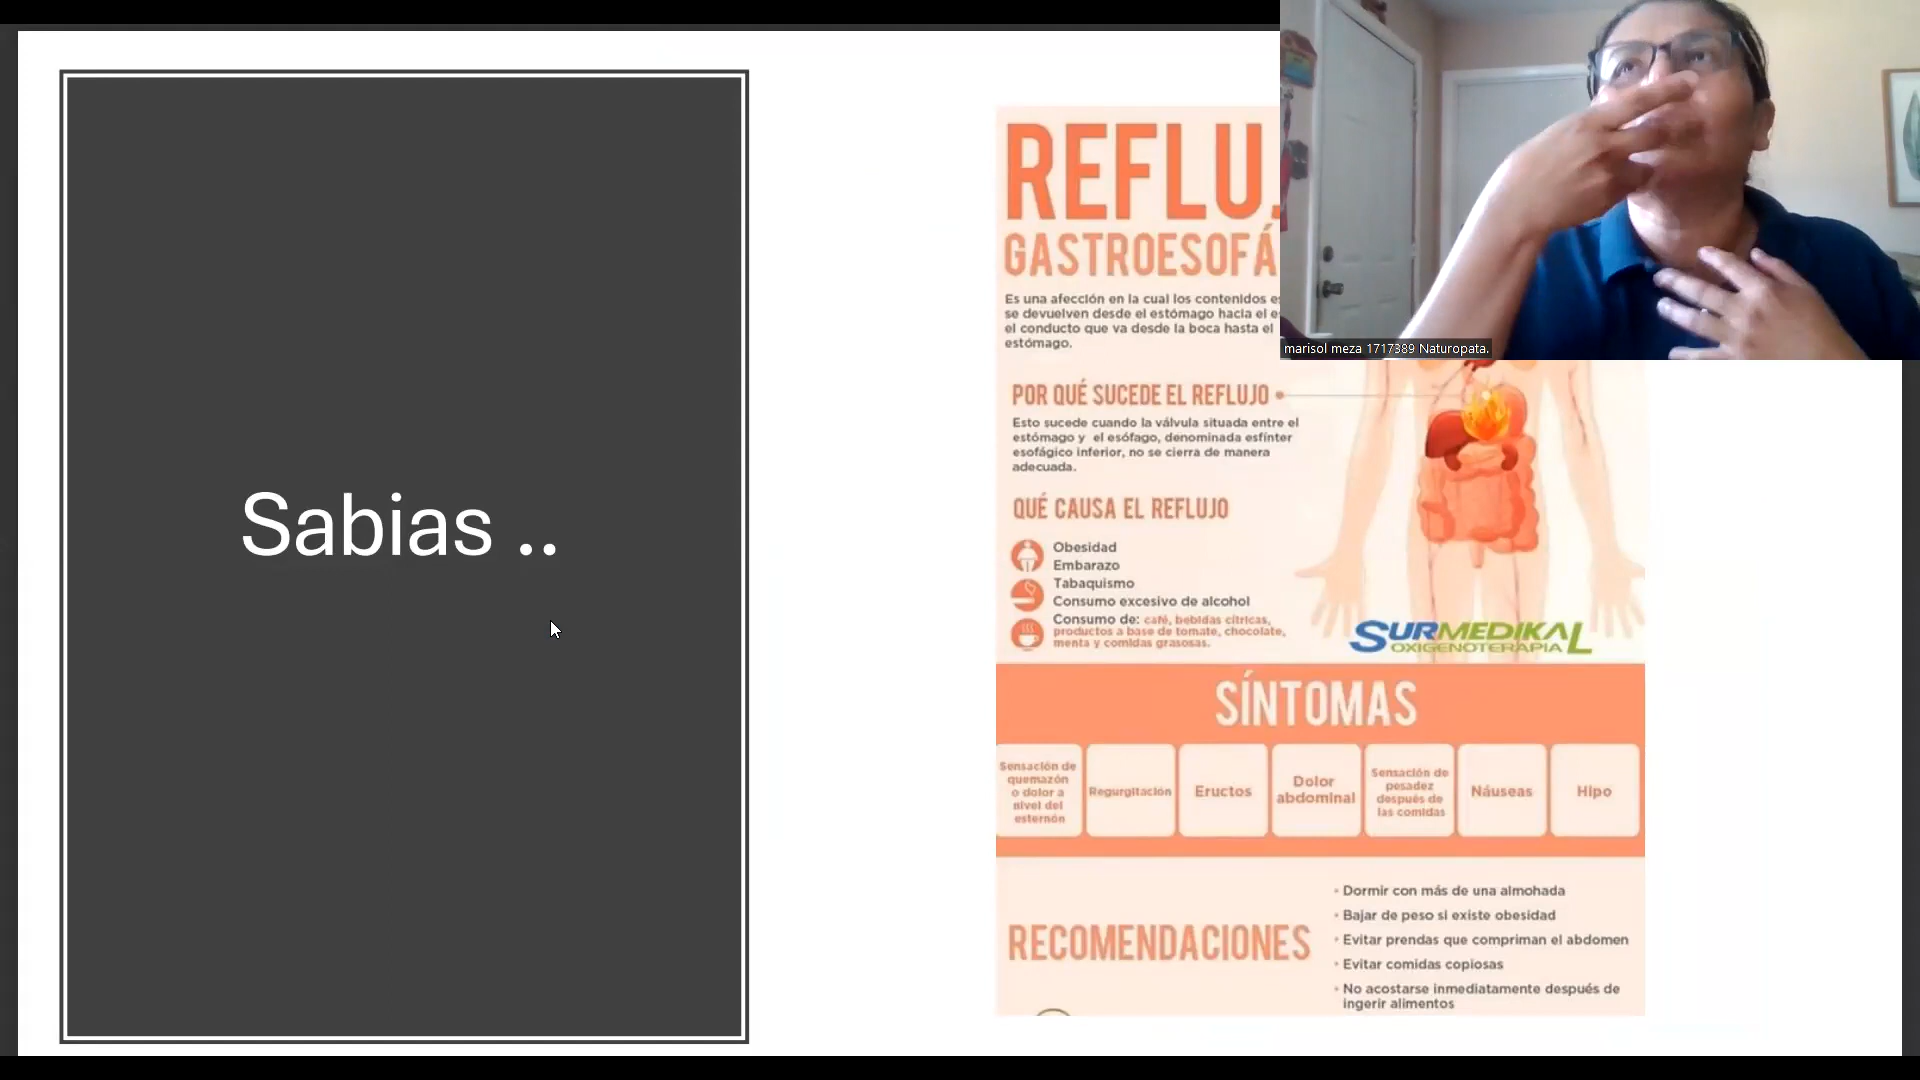 Sabias ..
REFLU
GASTROESOFÁ
Es una afección en la cual los contenidos
se devuelven desde el estómago hacia el
el conducto que va desde la boca hasta el
estómago.
marisol meza 1717389 Naturopata.
POR QUÉ SUCEDE EL REFLUJO
Esto sucede cuando la válvula situada entre el
estómago y el esófago, denominada esfínter
esofágico inferior, no se cierra de manera
adecuada.
QUÉ CAUSA EL REFLUJO
Obesidad
Embarazo
Tabaquismo
Consumo excesivo de alcohol
Consumo de: café, bebidas cítricas,
productos a base de tomate, chocolate,
menta y comidas grasosas.
SURMEDIKAL
OXIGENOTERAPIA
SÍNTOMAS
Sensación de
quemazón
o dolor a
nivel del
esternón
Regurgitación
Eructos
Dolor
abdominal
Sensación de
pesadez
después de
las comidas
Náuseas
Hipo
RECOMENDACIONES
• Dormir con más de una almohada
• Bajar de peso si existe obesidad
• Evitar prendas que compriman el abdomen
• Evitar comidas copiosas
• No acostarse inmediatamente después de
ingerir alimentos